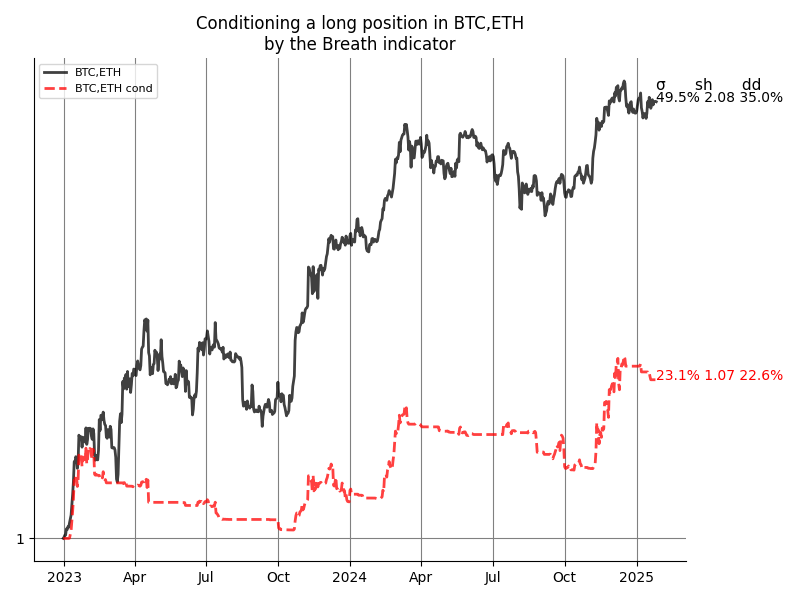 Conditioning a long position in BTC,ETH
by the Breath indicator
BTC,ETH
BTC,ETH cond
σ sh dd
49.5% 2.08 35.0%
23.1% 1.07 22.6%
1
2023 Apr Jul Oct 2024 Apr Jul Oct 2025